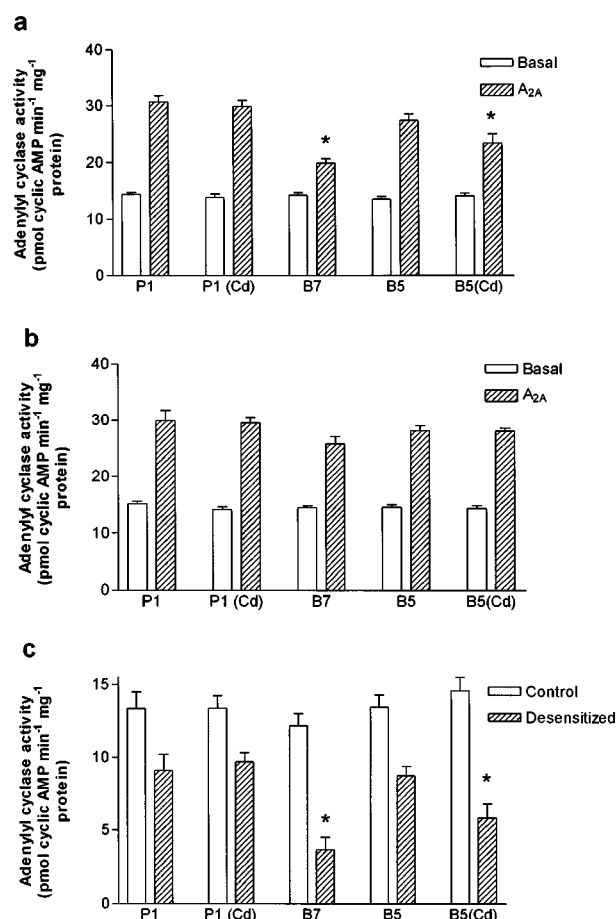 a
Adenylyl cyclase activity
(pmol cyclic AMP min-1 mg-1
protein)
40
30
20
10
0
Basal
A2A
*
*
P1
P1 (Cd)
B7
B5
B5(Cd)
b
Adenylyl cyclase activity
(pmol cyclic AMP min-1 mg-1
protein)
40
30
20
10
0
Basal
A2A
P1
P1 (Cd)
B7
B5
B5(Cd)
c
Adenylyl cyclase activity
(pmol cyclic AMP min-1 mg-1
protein)
15
10
5
0
Control
Desensitized
*
*
P1
P1 (Cd)
B7
B5
B5(Cd)